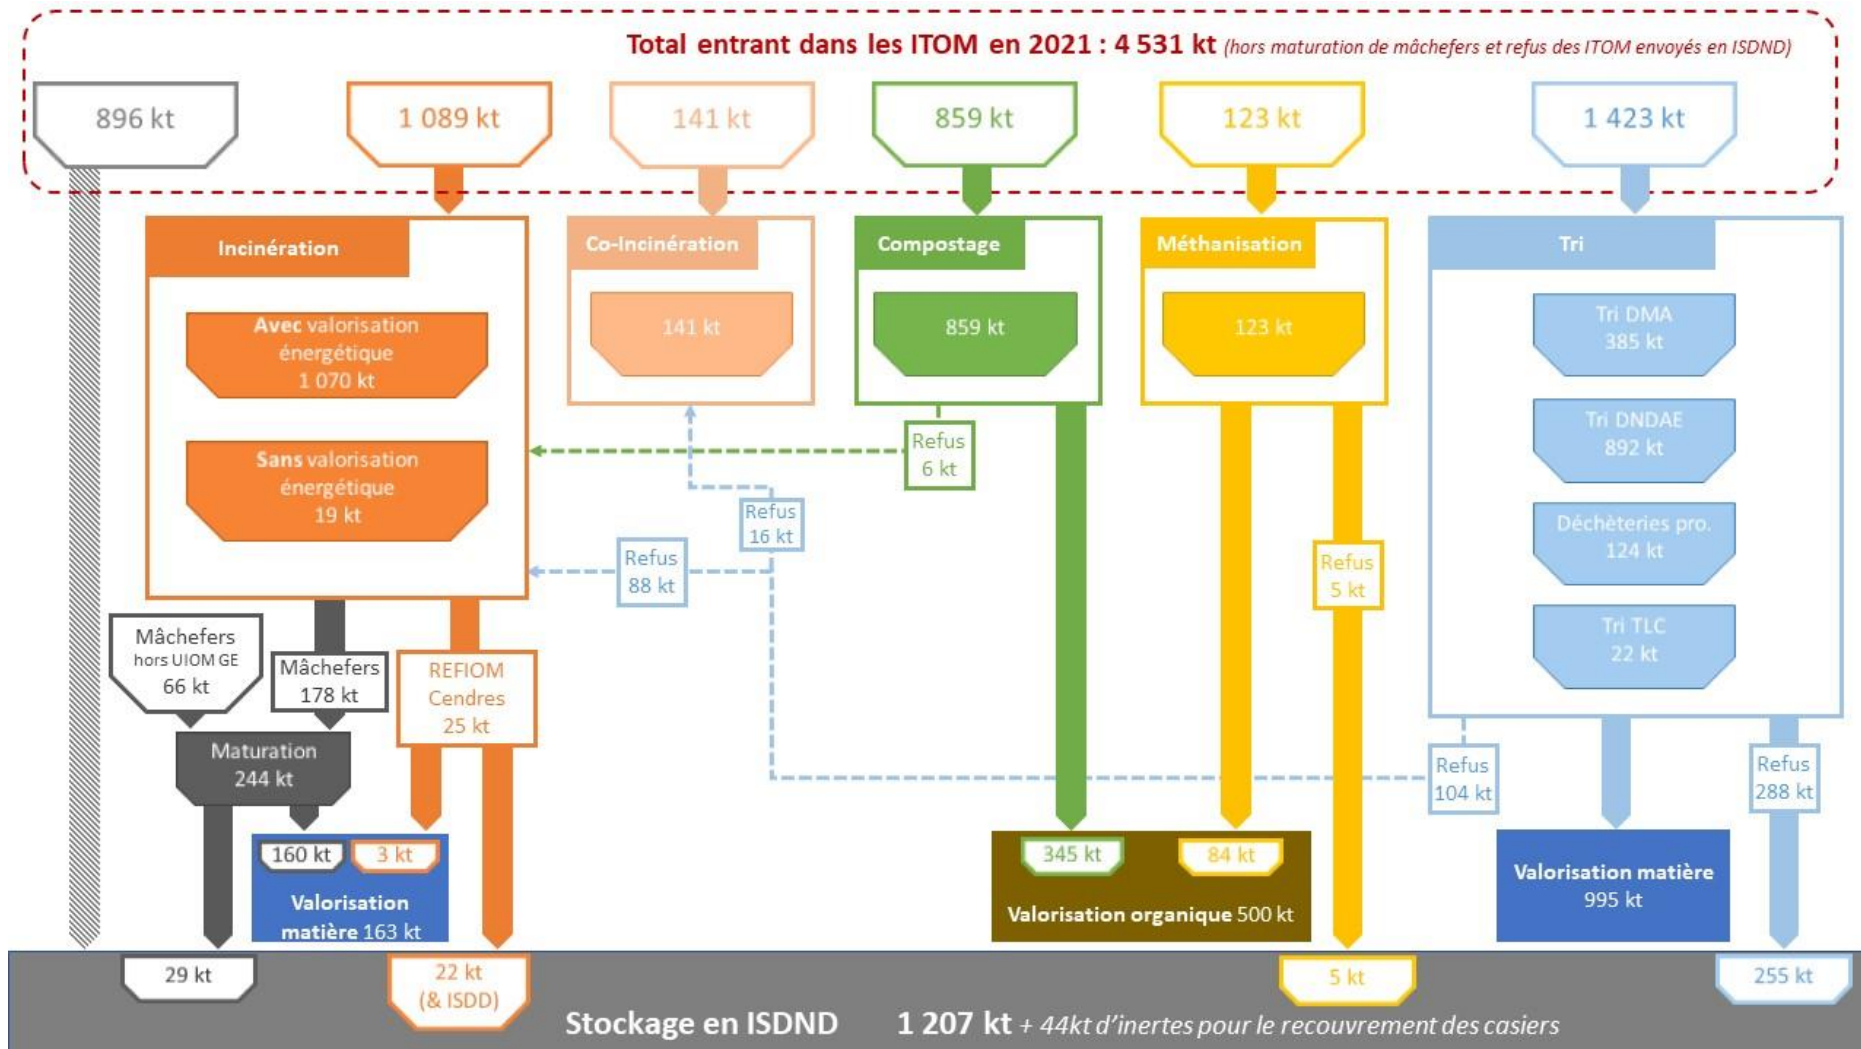 Total entrant dans les ITOM en 2021 : 4 531 kt (hors maturation de mâchefers et refus des ITOM envoyés en ISDND)
896 kt
1 089 kt
141 kt
859 kt
123 kt
1 423 kt
Incinération
Avec valorisation
énergétique
1 070 kt
Sans valorisation
énergétique
19 kt
Co-Incinération
141 kt
Compostage
859 kt
Méthanisation
123 kt
Tri
Tri DMA
385 kt
Tri DNDAE
892 kt
Déchèteries pro.
124 kt
Tri TLC
22 kt
Refus
6 kt
Refus
16 kt
Refus
88 kt
Refus
5 kt
Mâchefers
hors UIOM GE
66 kt
Mâchefers
178 kt
REFIOM
Cendres
25 kt
Maturation
244 kt
Refus
104 kt
Refus
288 kt
160 kt
3 kt
Valorisation
matière 163 kt
345 kt
84 kt
Valorisation organique 500 kt
Valorisation matière
995 kt
29 kt
22 kt
(& ISDD)
5 kt
255 kt
Stockage en ISDND 1 207 kt + 44kt d'inertes pour le recouvrement des casiers